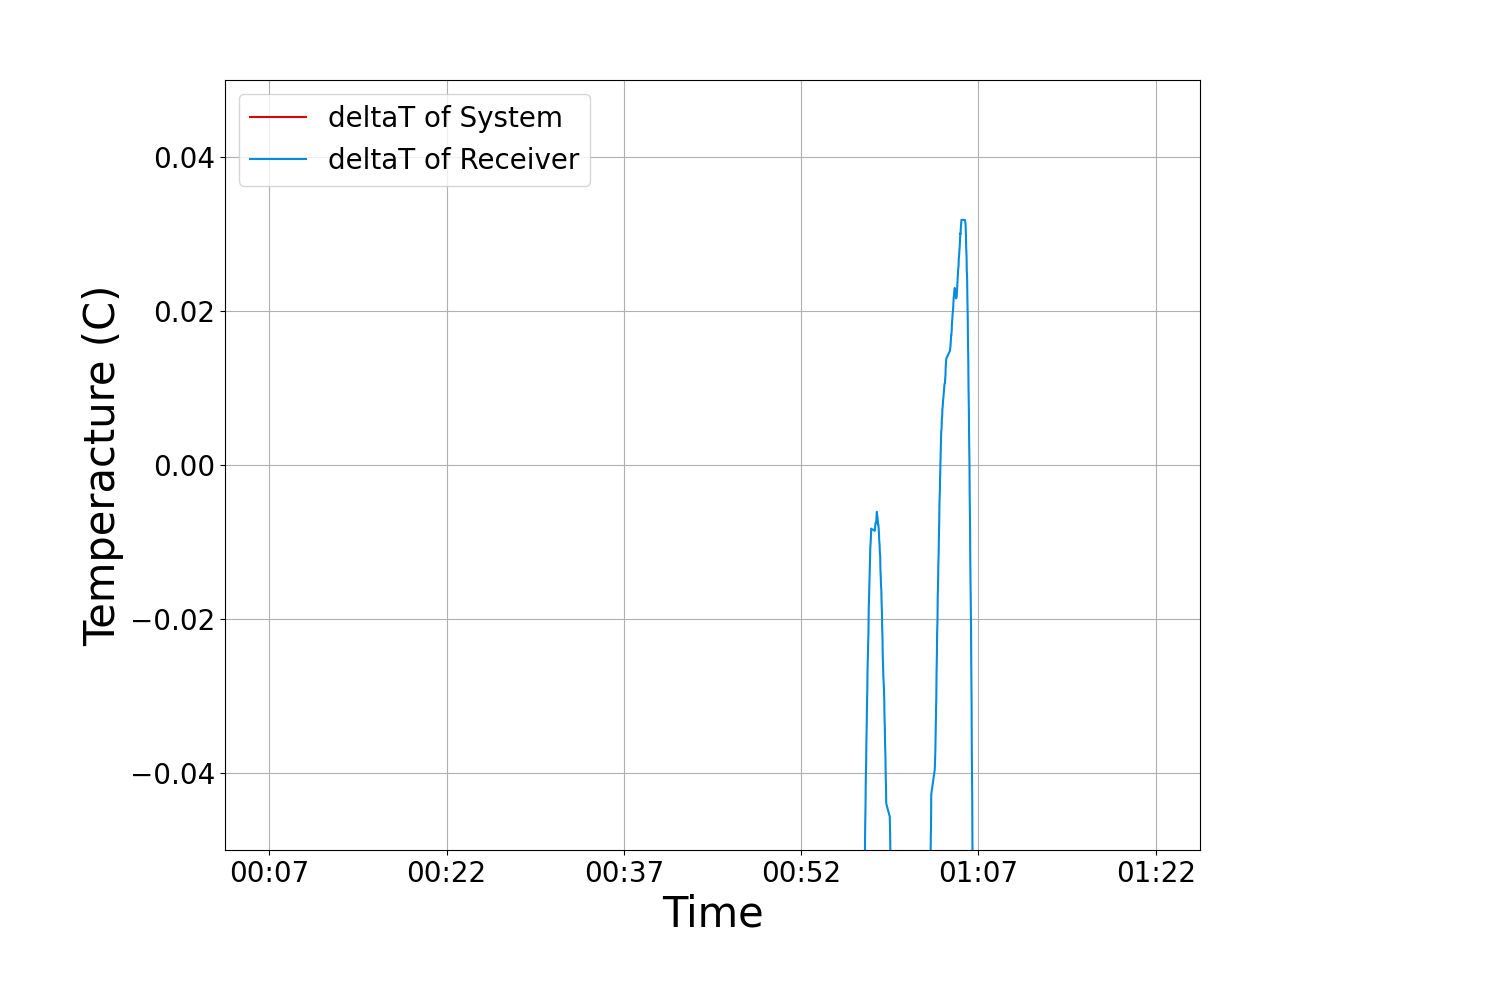 deltaT of System
deltaT of Receiver
0.04
0.02
0.00
−0.02
−0.04
Temperacture (C)
00:07 00:22 00:37 00:52 01:07 01:22
Time